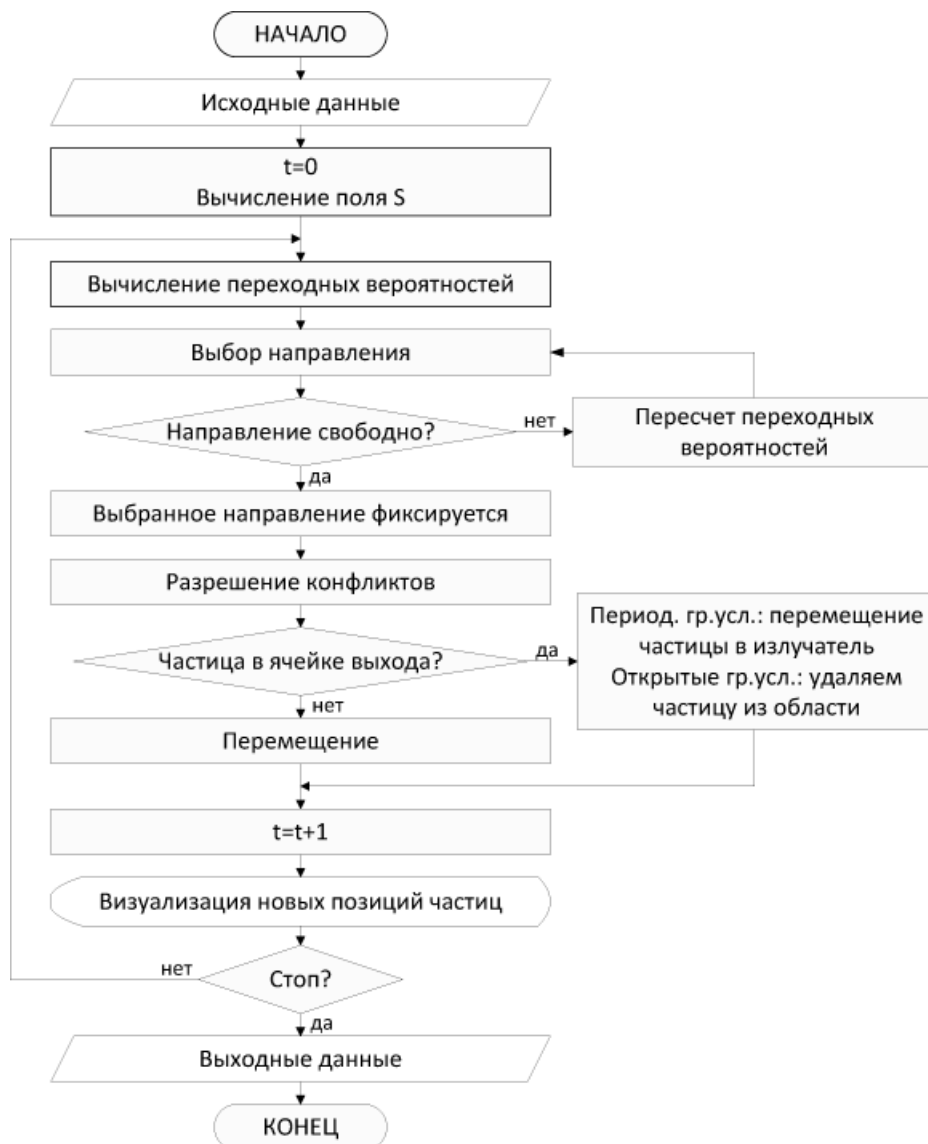 НАЧАЛО
Исходные данные
t=0
Вычисление поля S
Вычисление переходных вероятностей
Выбор направления
Направление свободно?
нет
Пересчет переходных
вероятностей
да
Выбранное направление фиксируется
Разрешение конфликтов
Частица в ячейке выхода?
да
Период. гр.усл.: перемещение
частицы в излучатель
Открытые гр.усл.: удаляем
частицу из области
нет
Перемещение
t=t+1
Визуализация новых позиций частиц
нет
Стоп?
да
Выходные данные
КОНЕЦ